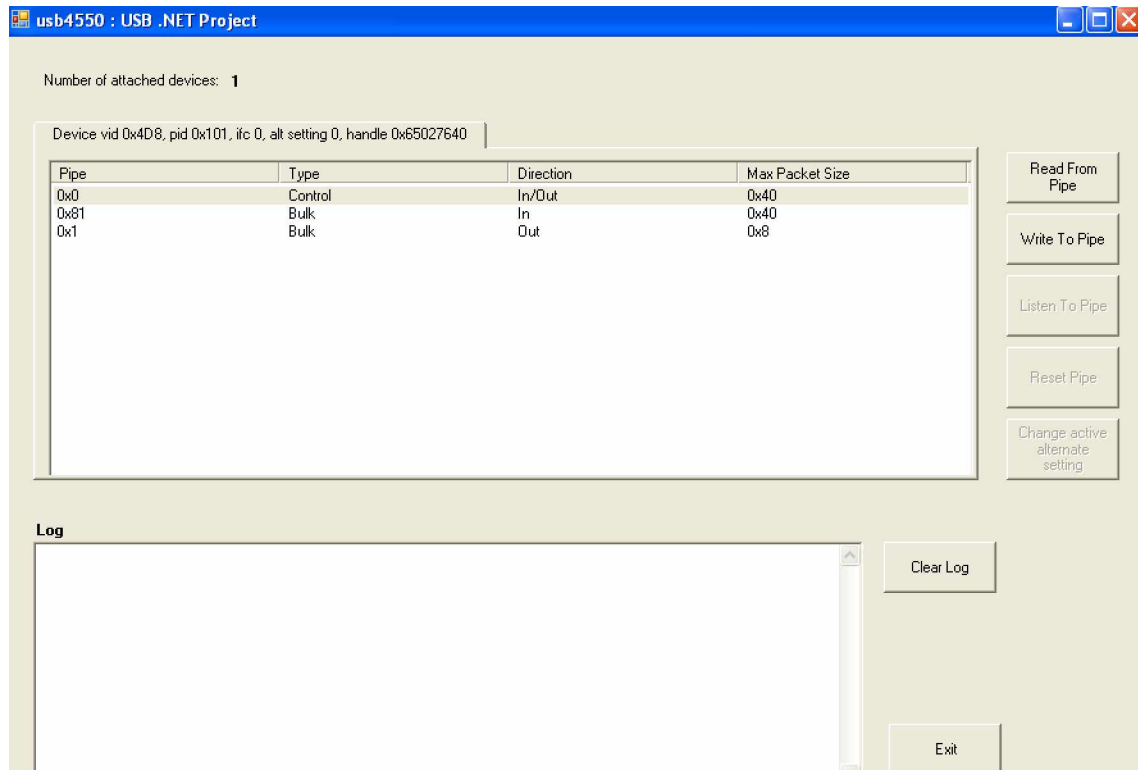 usb4550 : USB .NET Project
Number of attached devices: 1
Device vid 0x4D8, pid 0x101, ifc 0, alt setting 0, handle 0x65027640
Pipe Type Direction Max Packet Size
0x0 Control In/Out 0x40
0x81 Bulk In 0x40
0x1 Bulk Out 0x8
Read From
Pipe
Write To Pipe
Listen To Pipe
Reset Pipe
Change active
alternate
setting
Log
Clear Log
Exit